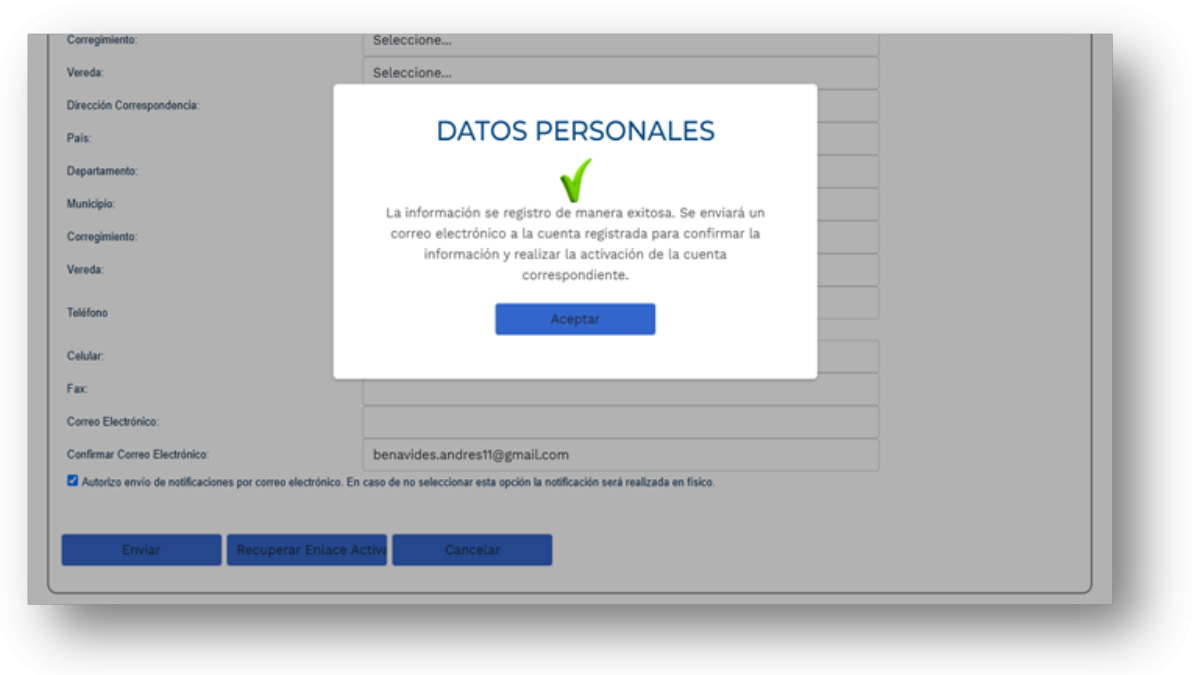 Corregimiento: Seleccione...
Vereda: Seleccione...
Dirección Correspondencia:
País:
Departamento:
Municipio:
Corregimiento:
Vereda:
Teléfono
Celular:
Fax:
Correo Electrónico:
Confirmar Correo Electrónico: benavides.andres11@gmail.com
Autorizo envío de notificaciones por correo electrónico. En caso de no seleccionar esta opción la notificación será realizada en físico.
Enviar Recuperar Enlace Activa Cancelar
DATOS PERSONALES
La información se registro de manera exitosa. Se enviará un
correo electrónico a la cuenta registrada para confirmar la
información y realizar la activación de la cuenta
correspondiente.
Aceptar